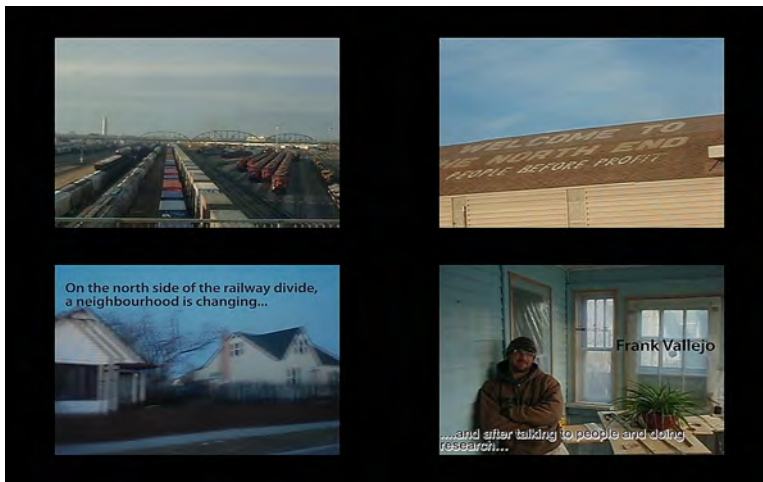 WELCOME TO
HE NORTH END
PEOPLE BEFORE PROFIT
On the north side of the railway divide,
a neighbourhood is changing...
Frank Vallejo
....and after talking to people and doing
research...